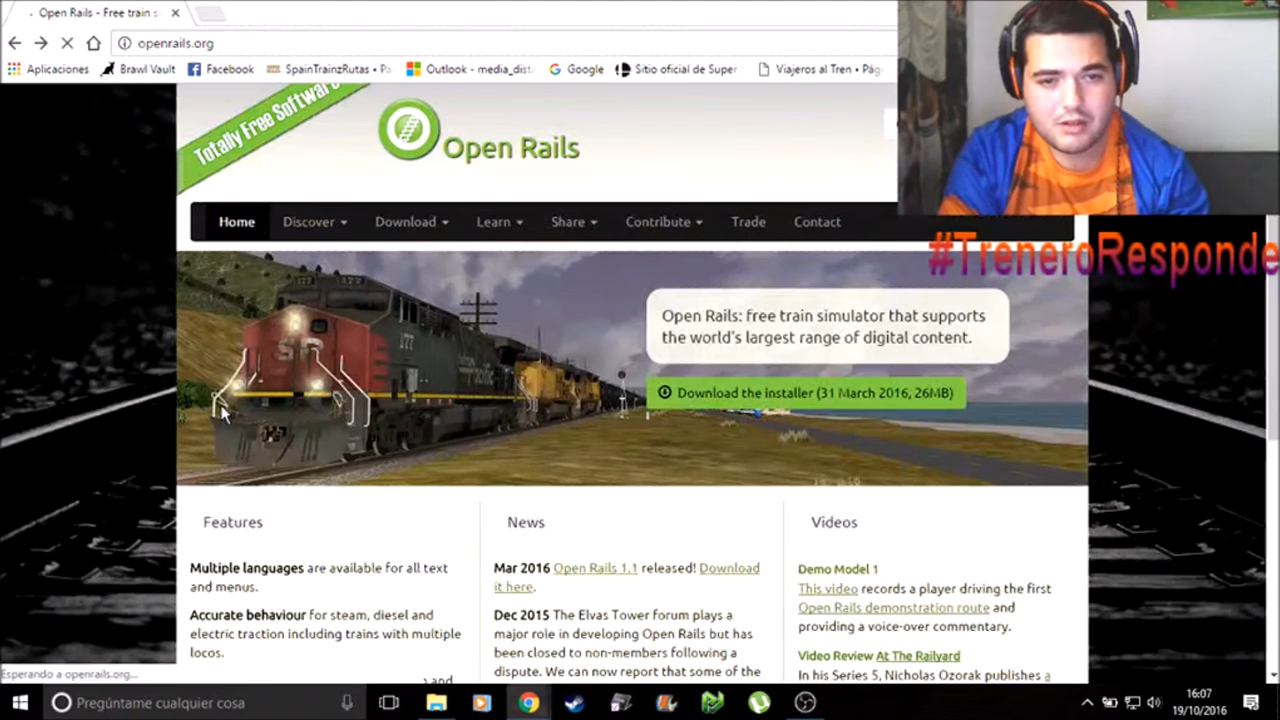 Open Rails - Free train s
openrails.org
Aplicaciones
Brawl Vault
Facebook
SpainTrainzRutas • Pa
Outlook - media_dist
Google
Sitio oficial de Super
Viajeros al Tren • Pág
Totally Free Software
Open Rails
Home
Discover
Download
Learn
Share
Contribute
Trade
Contact
#TreneroResponde
177
Open Rails: free train simulator that supports
the world's largest range of digital content.
Download the installer (31 March 2016, 26MB)
Features
Multiple languages are available for all text
and menus.
Accurate behaviour for steam, diesel and
electric traction including trains with multiple
locos.
and
News
Mar 2016 Open Rails 1.1 released! Download
it here.
Dec 2015 The Elvas Tower forum plays a
major role in developing Open Rails but has
been closed to non-members following a
dispute. We can now report that some of the
Videos
Demo Model 1
This video records a player driving the first
Open Rails demonstration route and
providing a voice-over commentary.
Video Review At The Railyard
In his Series 5, Nicholas Ozorak publishes a
Esperando a openrails.org...
Pregúntame cualquier cosa
16:07
19/10/2016